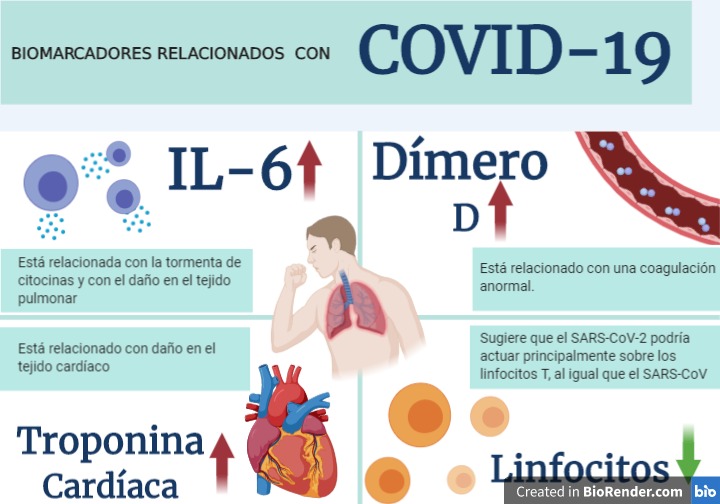 BIOMARCADORES RELACIONADOS CON
COVID-19
IL-6
Está relacionada con la tormenta de
citocinas y con el daño en el tejido
pulmonar
Dímero
D
Está relacionado con una coagulación
anormal.
Está relacionado con daño en el
tejido cardíaco
Troponina
Cardíaca
Sugiere que el SARS-CoV-2 podría
actuar principalmente sobre los
linfocitos T, al igual que el SARS-CoV
Linfocitos
Created in BioRender.com bio